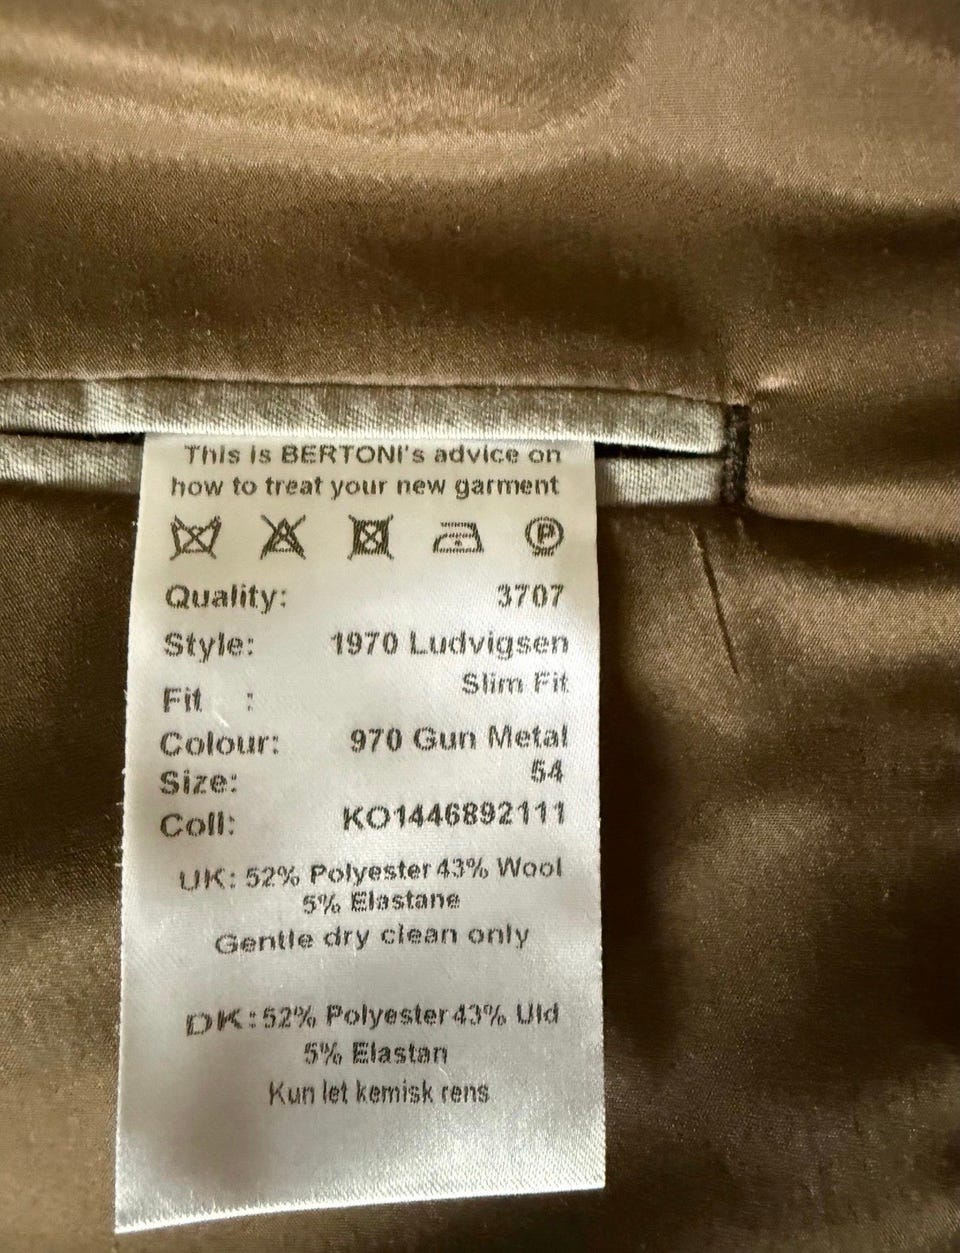 This is BERTONI's advice on
how to treat your new garment
P
Quality: 3707
Style: 1970 Ludvigsen
Fit : Slim Fit
Colour: 970 Gun Metal
Size: 54
Coll: KO1446892111
UK: 52% Polyester 43% Wool
5% Elastane
Gentle dry clean only
DK: 52% Polyester 43% Uld
5% Elastan
Kun let kemisk rens